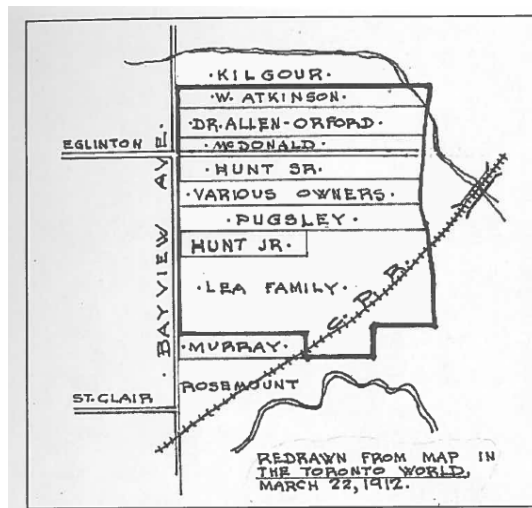 ·KILGOUR·
·W. ATKINSON·
·DR. ALLEN-ORFORD·
EGLINTON
·McDONALD·
·HUNT SR·
·VARIOUS OWNERS·
·PUGSLEY·
HUNT JR·
·LEA FAMILY·
C. P. R.
·BAYVIEW AVE.
·MURRAY·
ROSEMOUNT
ST. CLAIR
REDRAWN FROM MAP IN
THE TORONTO WORLD,
MARCH 22, 1912.